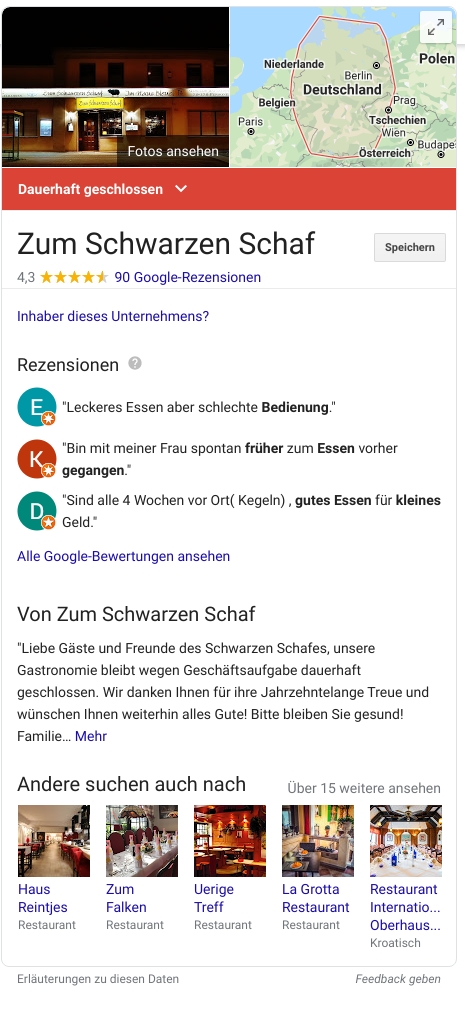 Zum Schwarzen Schaf
Zum Schwarzen Schaf
Fotos ansehen
Niederlande
Berlin
Polen
Deutschland
Belgien
Prag
Paris
Tschechien
Wien
Österreich
Budape
Dauerhaft geschlossen
Zum Schwarzen Schaf
Speichern
4,3 90 Google-Rezensionen
Inhaber dieses Unternehmens?
Rezensionen ?
E
"Leckeres Essen aber schlechte Bedienung."
K
"Bin mit meiner Frau spontan früher zum Essen vorher
gegangen."
D
"Sind alle 4 Wochen vor Ort( Kegeln) , gutes Essen für kleines
Geld."
Alle Google-Bewertungen ansehen
Von Zum Schwarzen Schaf
"Liebe Gäste und Freunde des Schwarzen Schafes, unsere
Gastronomie bleibt wegen Geschäftsaufgabe dauerhaft
geschlossen. Wir danken Ihnen für ihre Jahrzehntelange Treue und
wünschen Ihnen weiterhin alles Gute! Bitte bleiben Sie gesund!
Familie… Mehr
Andere suchen auch nach
Über 15 weitere ansehen
Haus
Reintjes
Restaurant
Zum
Falken
Restaurant
Uerige
Treff
Restaurant
La Grotta
Restaurant
Restaurant
Restaurant
Internatio...
Oberhaus...
Kroatisch
Erläuterungen zu diesen Daten
Feedback geben